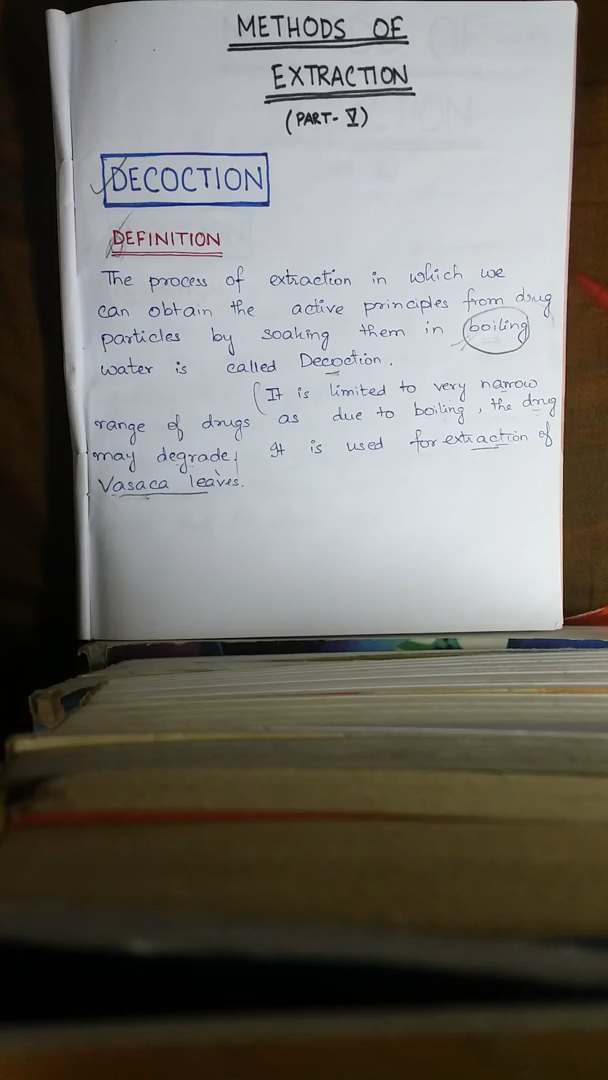 METHODS OF
EXTRACTION
(PART- V)
DECOCTION
DEFINITION
The process of extraction in which we
can obtain the active principles from drug
particles by soaking them in boiling
water is called Decoction.
(It is limited to very narrow
range of drugs as due to boiling, the drug
may degrade. It is used for extraction of
Vasaca leaves.